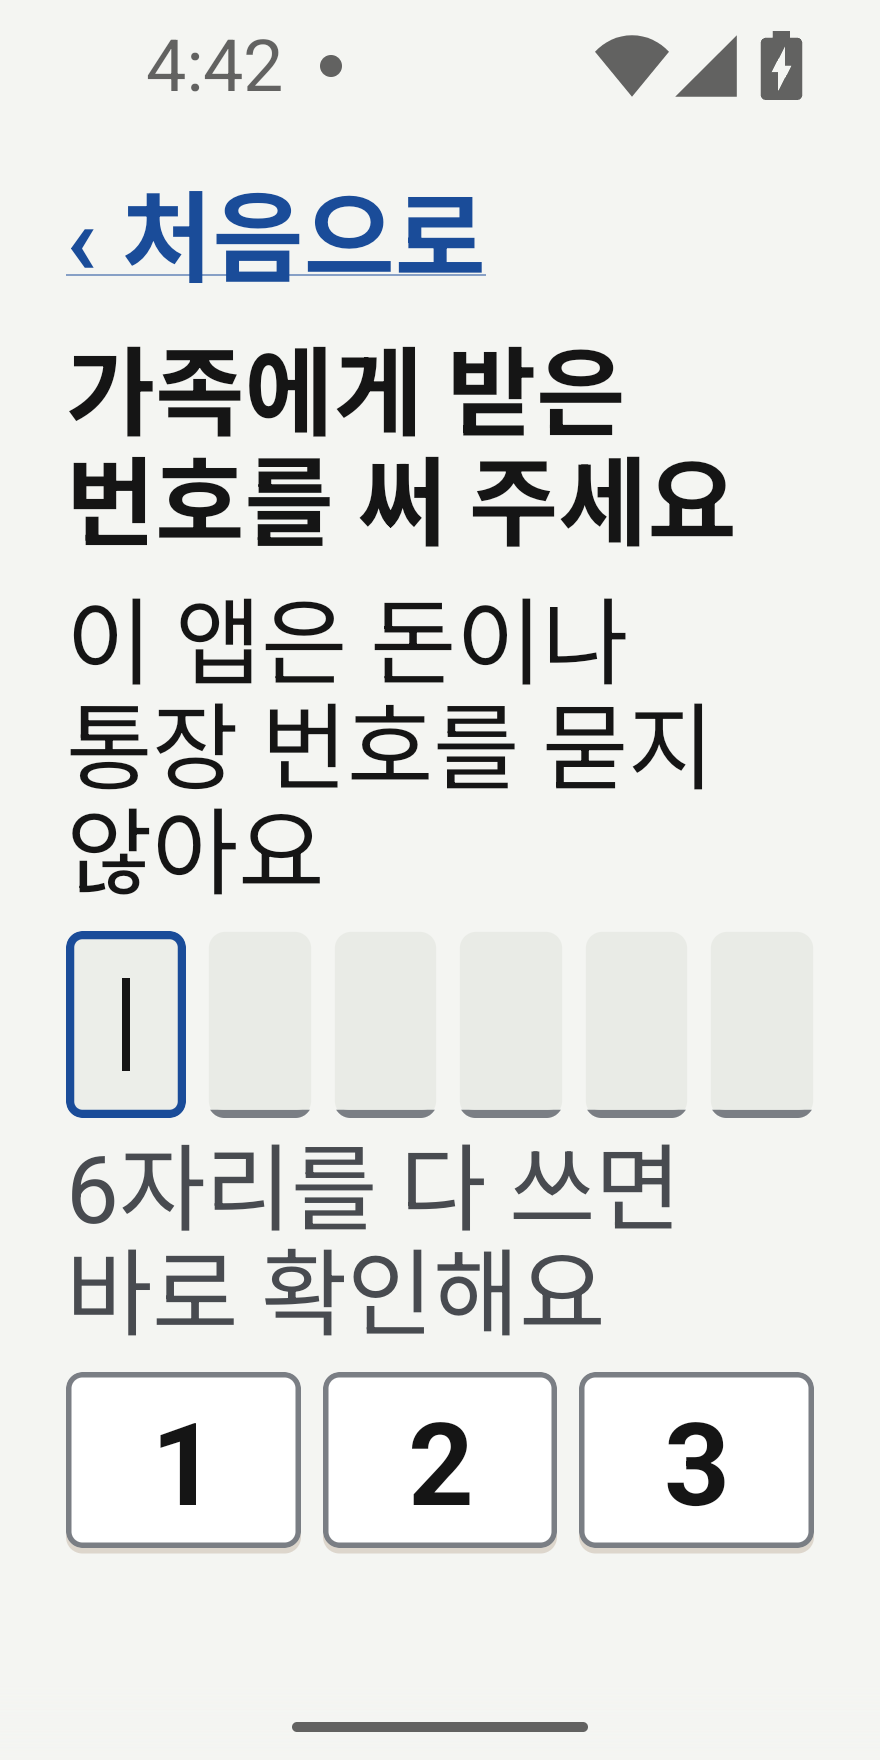 4:42
‹ 처음으로
가족에게 받은
번호를 써 주세요
이 앱은 돈이나
통장 번호를 묻지
않아요
6자리를 다 쓰면
바로 확인해요
1 2 3